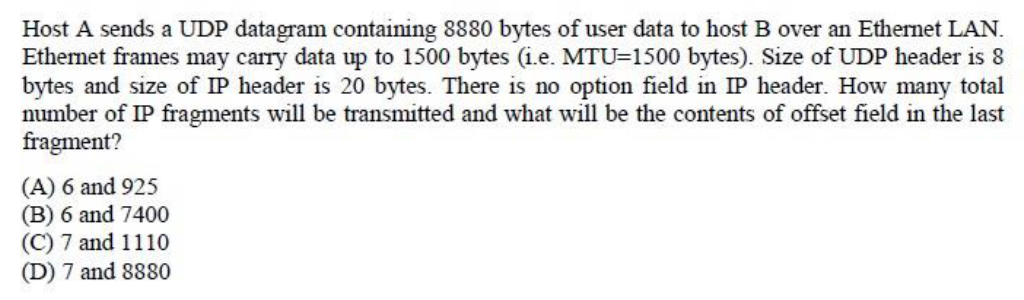 Host A sends a UDP datagram containing 8880 bytes of user data to host B over an Ethernet LAN.
Ethernet frames may carry data up to 1500 bytes (i.e. MTU=1500 bytes). Size of UDP header is 8
bytes and size of IP header is 20 bytes. There is no option field in IP header. How many total
number of IP fragments will be transmitted and what will be the contents of offset field in the last
fragment?
(A) 6 and 925
(B) 6 and 7400
(C) 7 and 1110
(D) 7 and 8880